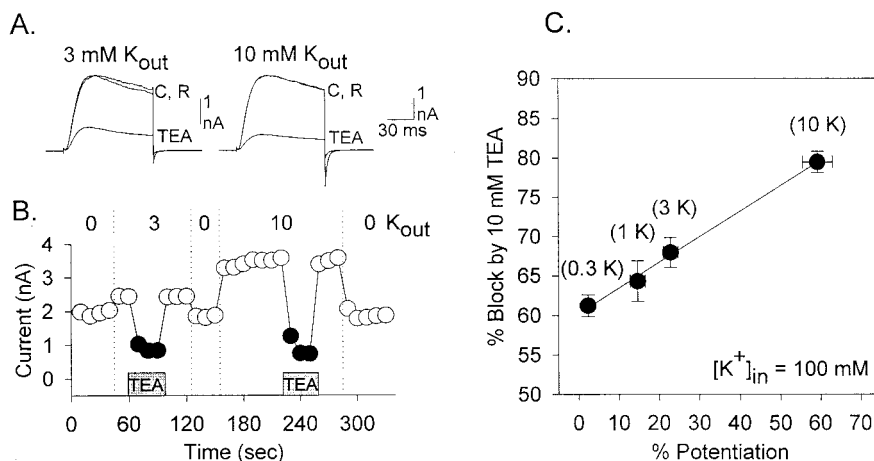 A.
3 mM Kout
10 mM Kout
C, R
1
nA
TEA
C, R
1
nA
30 ms
TEA
B.
0 3 0 10 0 Kout
Current (nA)
4
3
2
1
0
TEA
TEA
0 60 120 180 240 300
Time (sec)
C.
% Block by 10 mM TEA
90
85
80
75
70
65
60
55
50
(0.3 K)
(1 K)
(3 K)
(10 K)
[K+]in = 100 mM
0 10 20 30 40 50 60 70
% Potentiation